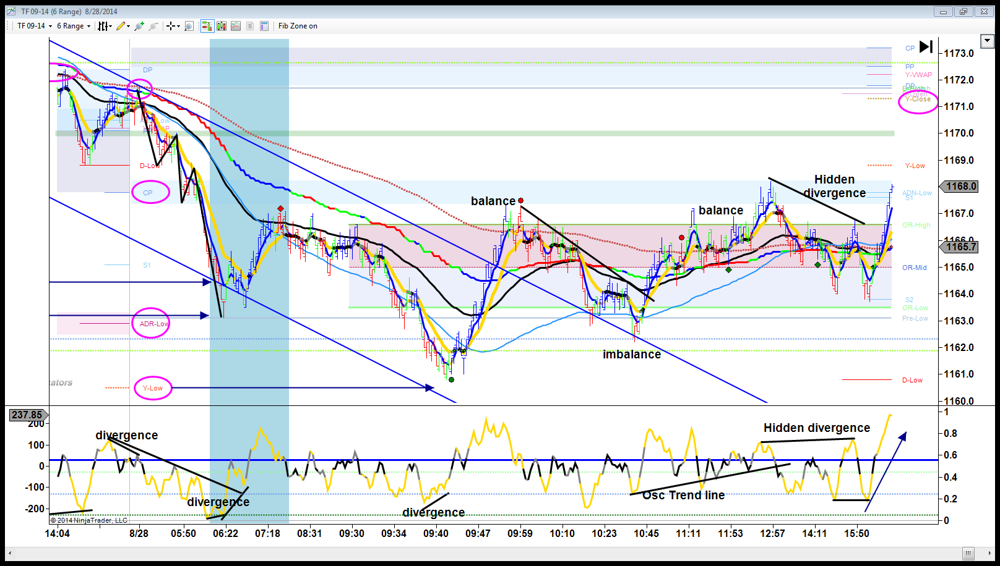 TF 09-14 (6 Range)  8/28/2014
TF 09-14
6 Range
Fib Zone on
CP
1173.0
PP
DP
Y-VWAP
1172.0
DP
Y-Close
1171.0
1170.0
D-Low
Y-Low
1169.0
CP
Hidden
divergence
1168.0
ADN-Low
S1
balance
balance
1167.0
OR-High
1166.0
1165.7
S1
OR-Mid
1165.0
1164.0
S2
OR-Low
Pre-Low
1163.0
ADR-Low
imbalance
1162.0
1161.0
cators
Y-Low
D-Low
1160.0
237.85
200
100
0
-100
-200
divergence
divergence
divergence
Osc Trend line
Hidden divergence
1
0.8
0.6
0.4
0.2
0
© 2014 NinjaTrader, LLC
14:04
8/28
05:50
06:22
07:18
08:31
09:30
09:34
09:40
09:47
09:59
10:10
10:23
10:45
11:11
11:53
12:57
14:11
15:50